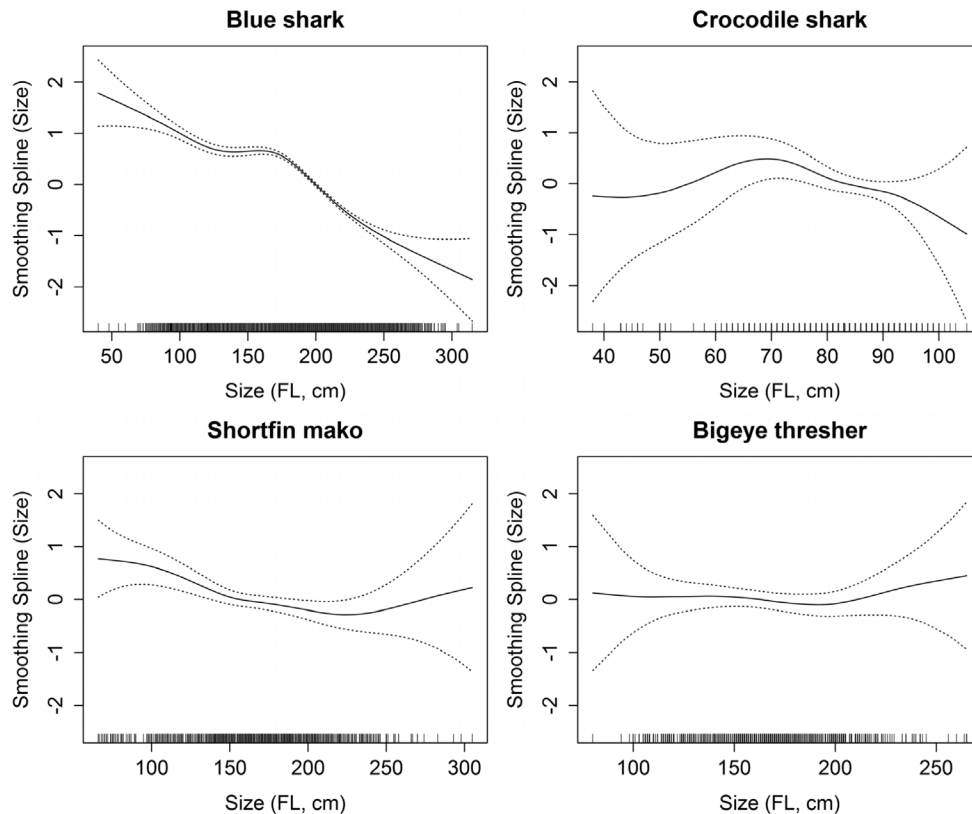 Blue shark
Smoothing Spline (Size)
2
1
0
-1
-2
50 100 150 200 250 300
Size (FL, cm)
Crocodile shark
Smoothing Spline (Size)
2
1
0
-1
-2
40 50 60 70 80 90 100
Size (FL, cm)
Shortfin mako
Smoothing Spline (Size)
2
1
0
-1
-2
100 150 200 250 300
Size (FL, cm)
Bigeye thresher
Smoothing Spline (Size)
2
1
0
-1
-2
100 150 200 250
Size (FL, cm)